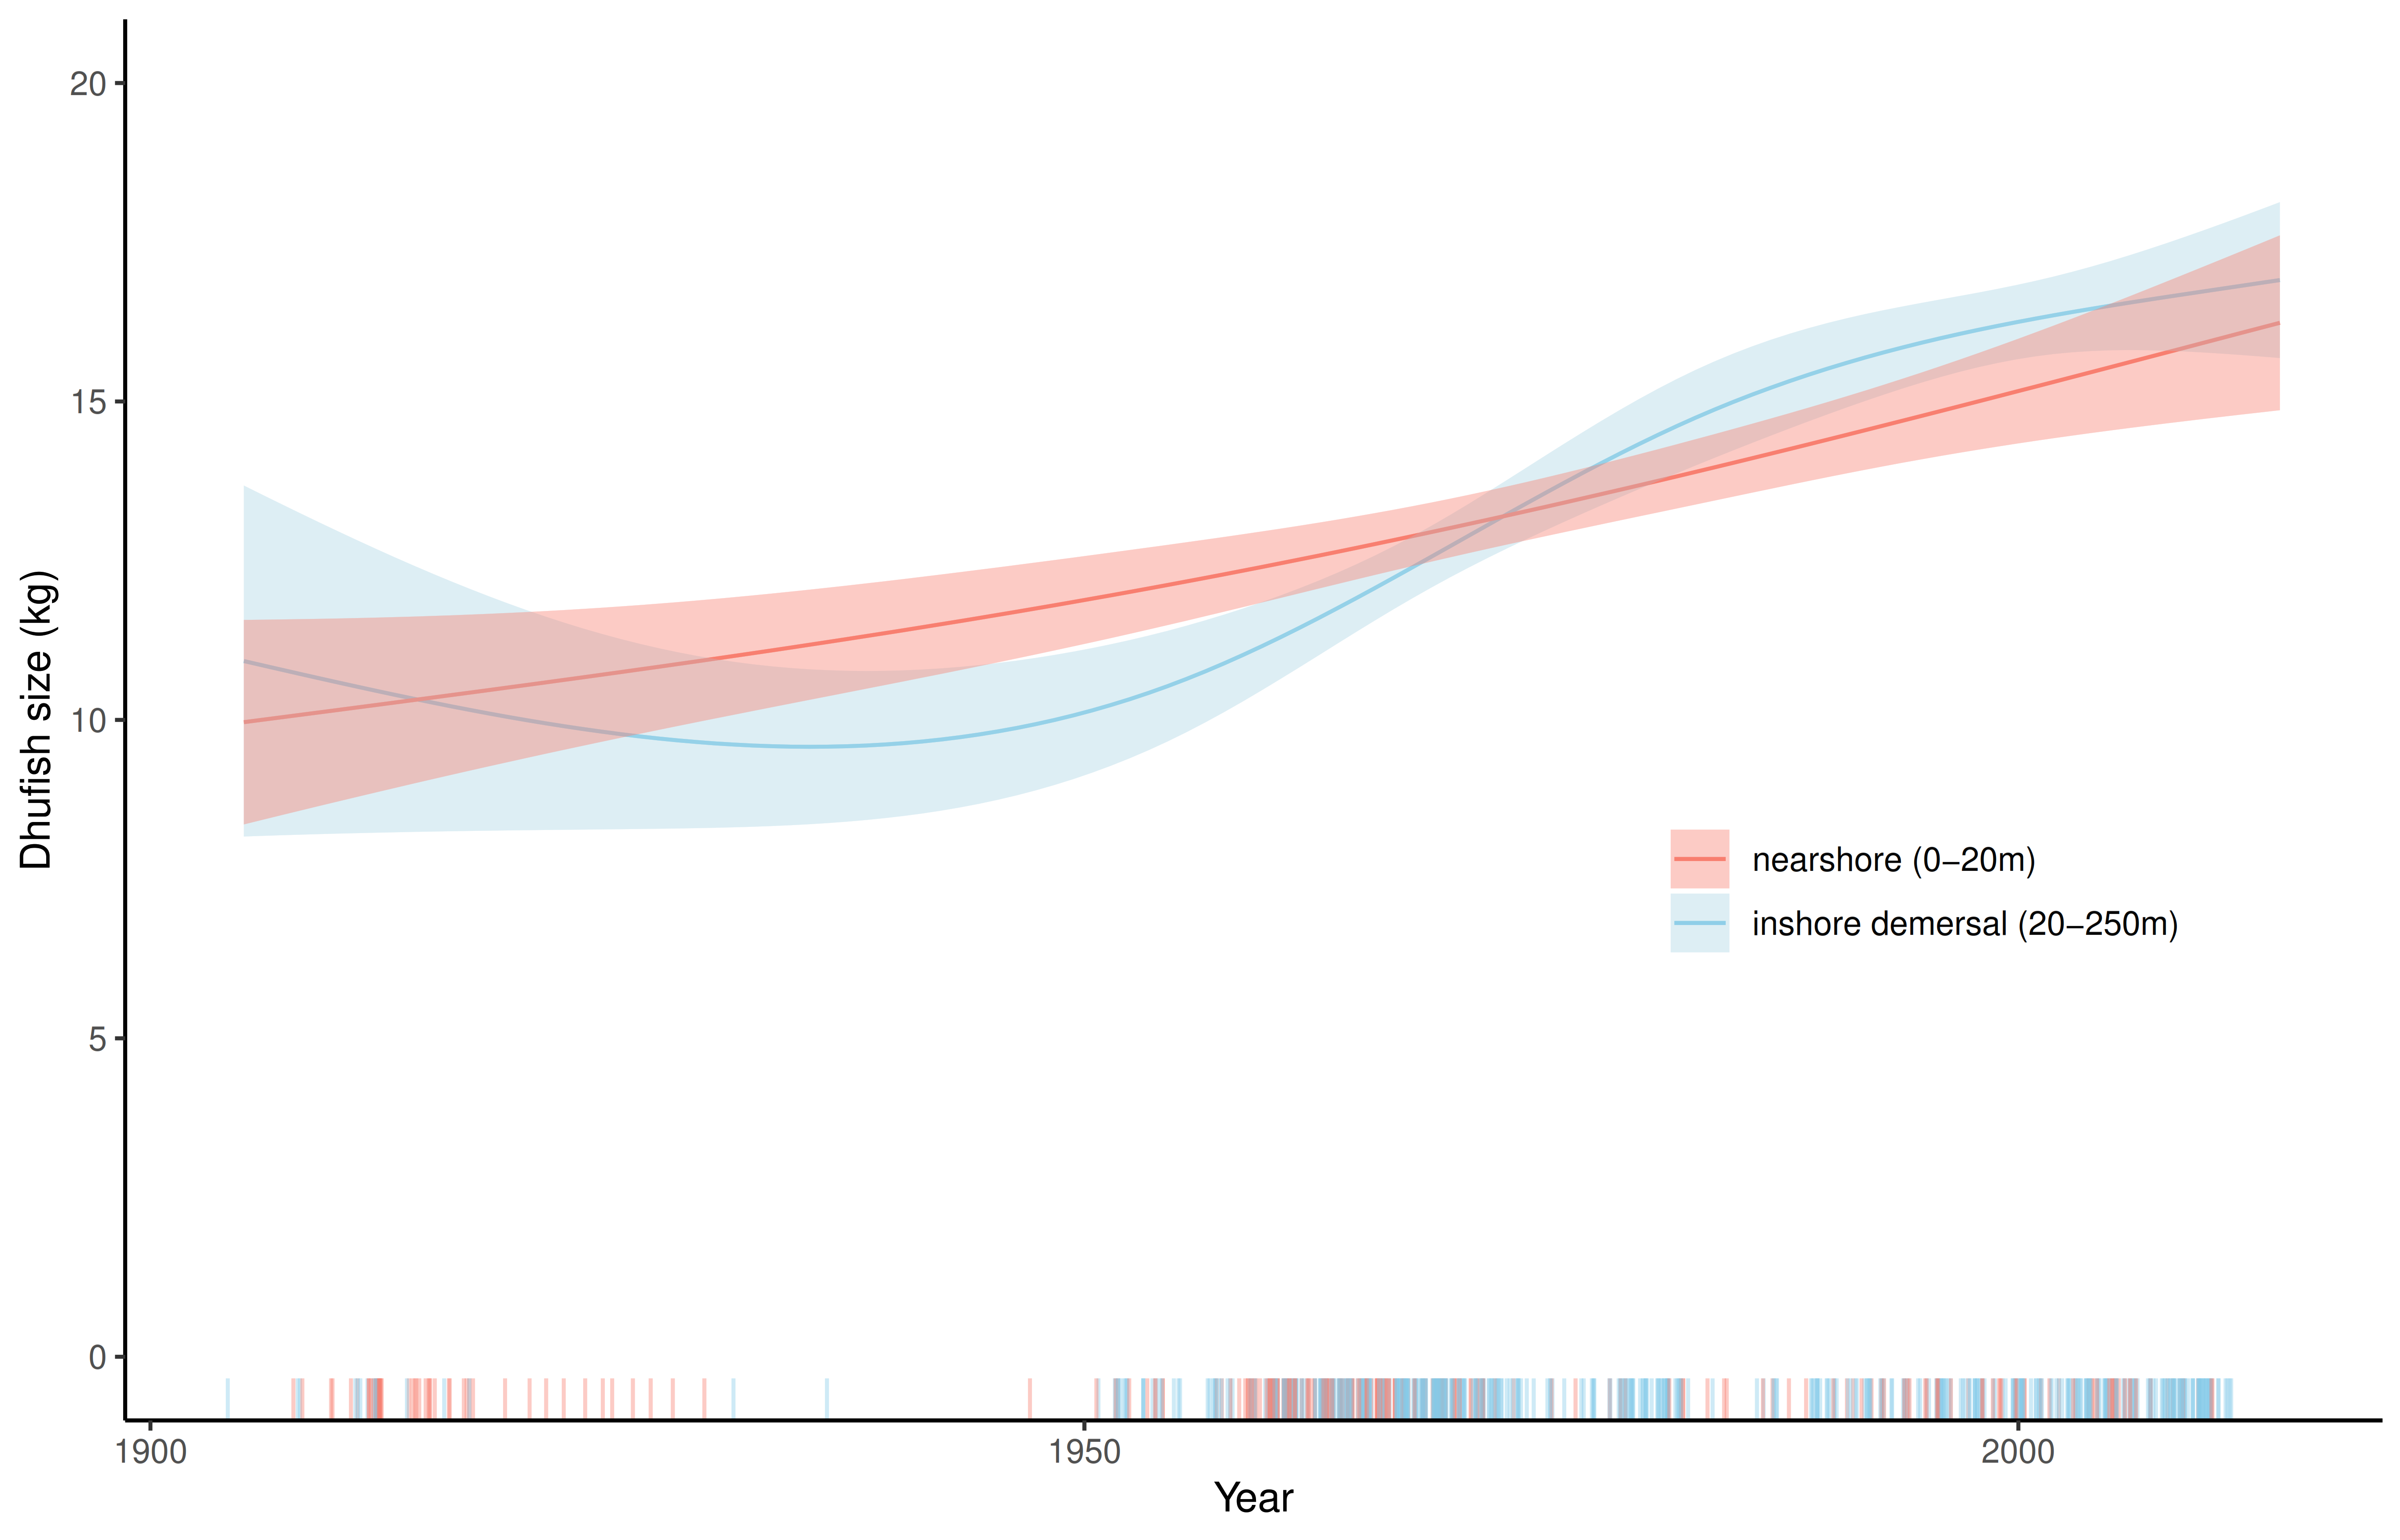 20
15
10
5
0
Dhufish size (kg)
nearshore (0–20m)
inshore demersal (20–250m)
1900
1950
2000
Year